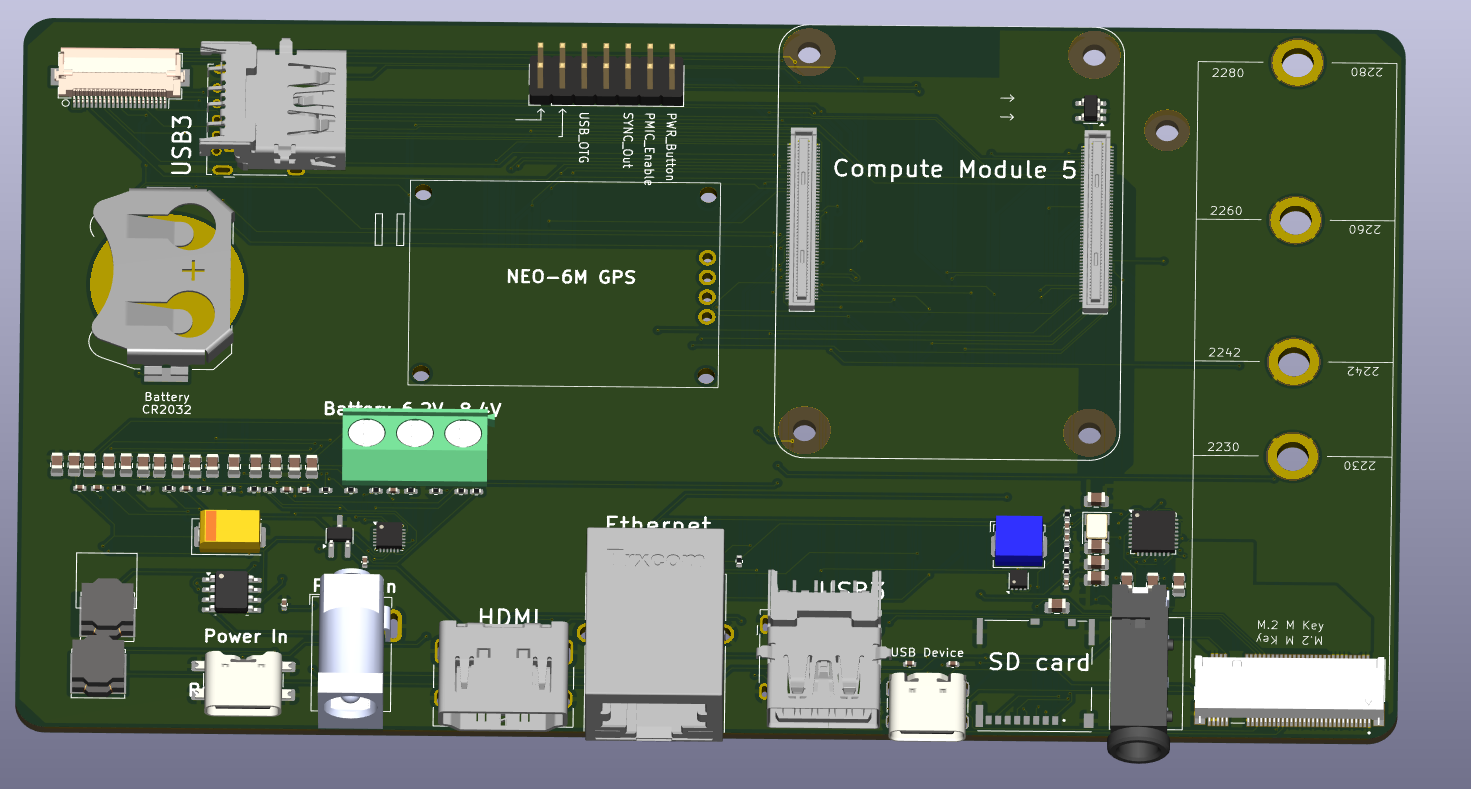 2280
2280
USB3
USB_OTG
SYNC_Out
PMIC_Enable
PWR_Button
Compute Module 5
2260
2260
+
NEO-6M GPS
2242
2242
Battery
CR2032
Battery 6.2V-8.4V
2230
2230
Ethernet
Trxcom
USB3
HDMI
M.2 M Key
M.2 M Key
Power In
USB Device
SD card